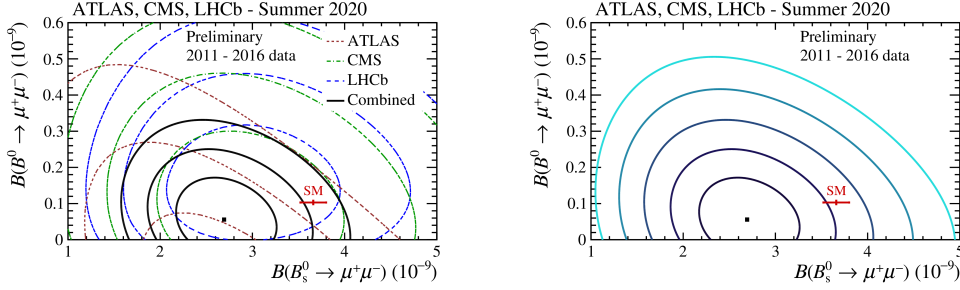 ATLAS, CMS, LHCb - Summer 2020
Preliminary
2011 - 2016 data
ATLAS
CMS
LHCb
Combined
SM
B(B⁰ → μ⁺μ⁻) (10⁻⁹)
0.6
0.5
0.4
0.3
0.2
0.1
0
1 2 3 4 5
B(B⁰ₛ → μ⁺μ⁻) (10⁻⁹)
ATLAS, CMS, LHCb - Summer 2020
Preliminary
2011 - 2016 data
SM
B(B⁰ → μ⁺μ⁻) (10⁻⁹)
0.6
0.5
0.4
0.3
0.2
0.1
0
1 2 3 4 5
B(B⁰ₛ → μ⁺μ⁻) (10⁻⁹)